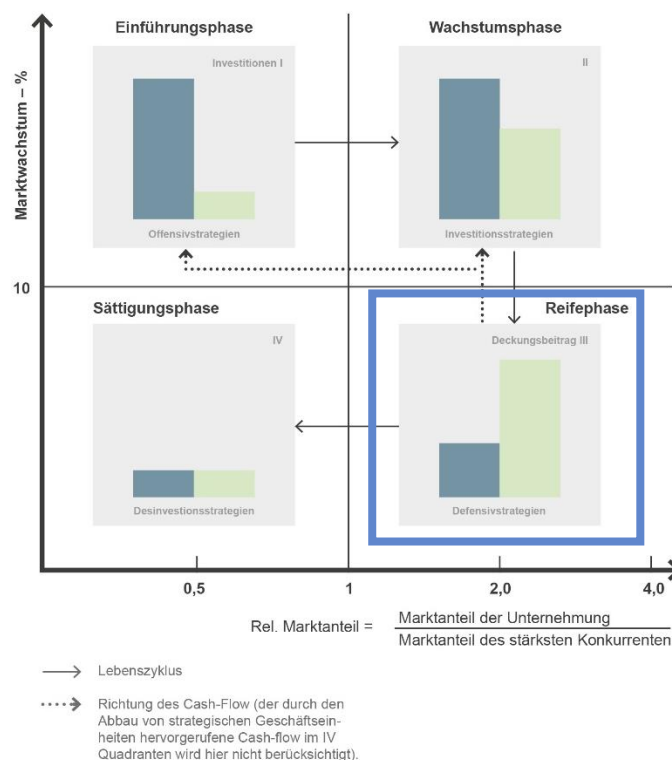 Einführungsphase
Wachstumsphase
Marktwachstum – %
Investitionen I
II
Offensivstrategien
Investitionsstrategien
10
Sättigungsphase
Reifephase
IV
Deckungsbeitrag III
Desinvestionsstrategien
Defensivstrategien
0,5
1
2,0
4,0
Rel. Marktanteil =
Marktanteil der Unternehmung
Marktanteil des stärksten Konkurrenten
Lebenszyklus
Richtung des Cash-Flow (der durch den
Abbau von strategischen Geschäftsein-
heiten hervorgerufene Cash-flow im IV
Quadranten wird hier nicht berücksichtigt).